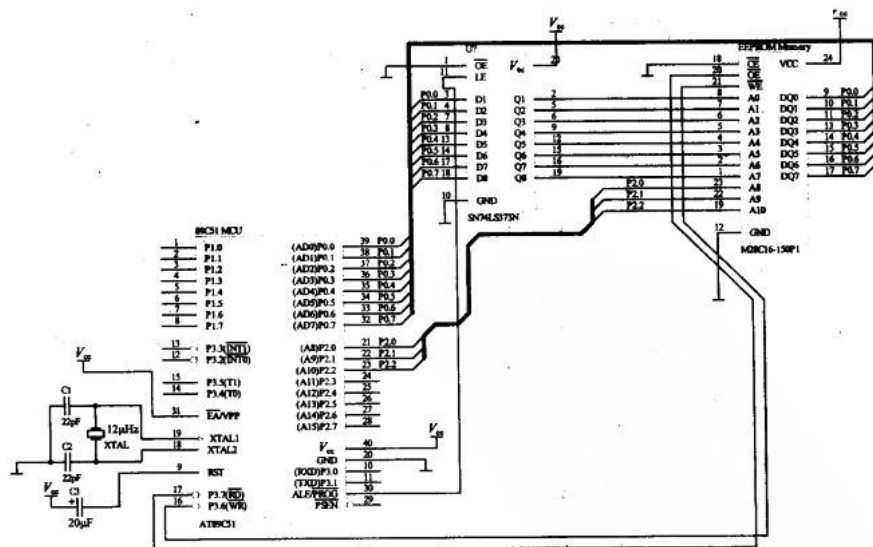 Vcc
Vcc
U?
EEPROM Memory
1 OE Vcc 20
11 LE
18 CE VCC 24
20 OE
21 WE
P0.0 3 D1 Q1 2
P0.1 4 D2 Q2 5
P0.2 7 D3 Q3 6
P0.3 8 D4 Q4 9
P0.4 13 D5 Q5 12
P0.5 14 D6 Q6 15
P0.6 17 D7 Q7 16
P0.7 18 D8 Q8 19
10 GND
SN74LS373N
8 A0 DQ0 9 P0.0
7 A1 DQ1 10 P0.1
6 A2 DQ2 11 P0.2
5 A3 DQ3 13 P0.3
4 A4 DQ4 14 P0.4
3 A5 DQ5 15 P0.5
2 A6 DQ6 16 P0.6
1 A7 DQ7 17 P0.7
P2.0 23 A8
P2.1 22 A9
P2.2 19 A10
12 GND
M28C16-150P1
89C51 MCU
1 P1.0
2 P1.1
3 P1.2
4 P1.3
5 P1.4
6 P1.5
7 P1.6
8 P1.7
13 P3.3(INT1)
12 P3.2(INT0)
15 P3.5(T1)
14 P3.4(T0)
31 EA/VPP
19 XTAL1
18 XTAL2
9 RST
17 P3.7(RD)
16 P3.6(WR)
AT89C51
(AD0)P0.0 39 P0.0
(AD1)P0.1 38 P0.1
(AD2)P0.2 37 P0.2
(AD3)P0.3 36 P0.3
(AD4)P0.4 35 P0.4
(AD5)P0.5 34 P0.5
(AD6)P0.6 33 P0.6
(AD7)P0.7 32 P0.7
(A8)P2.0 21 P2.0
(A9)P2.1 22 P2.1
(A10)P2.2 23 P2.2
(A11)P2.3 24
(A12)P2.4 25
(A13)P2.5 26
(A14)P2.6 27
(A15)P2.7 28
Vcc 40 Vcc
GND 20
(RXD)P3.0 10
(TXD)P3.1 11
ALE/PROG 30
PSEN 29
Vcc
C1
22pF
12μHz
XTAL
C2
22pF
Vcc
C3
+
20μF